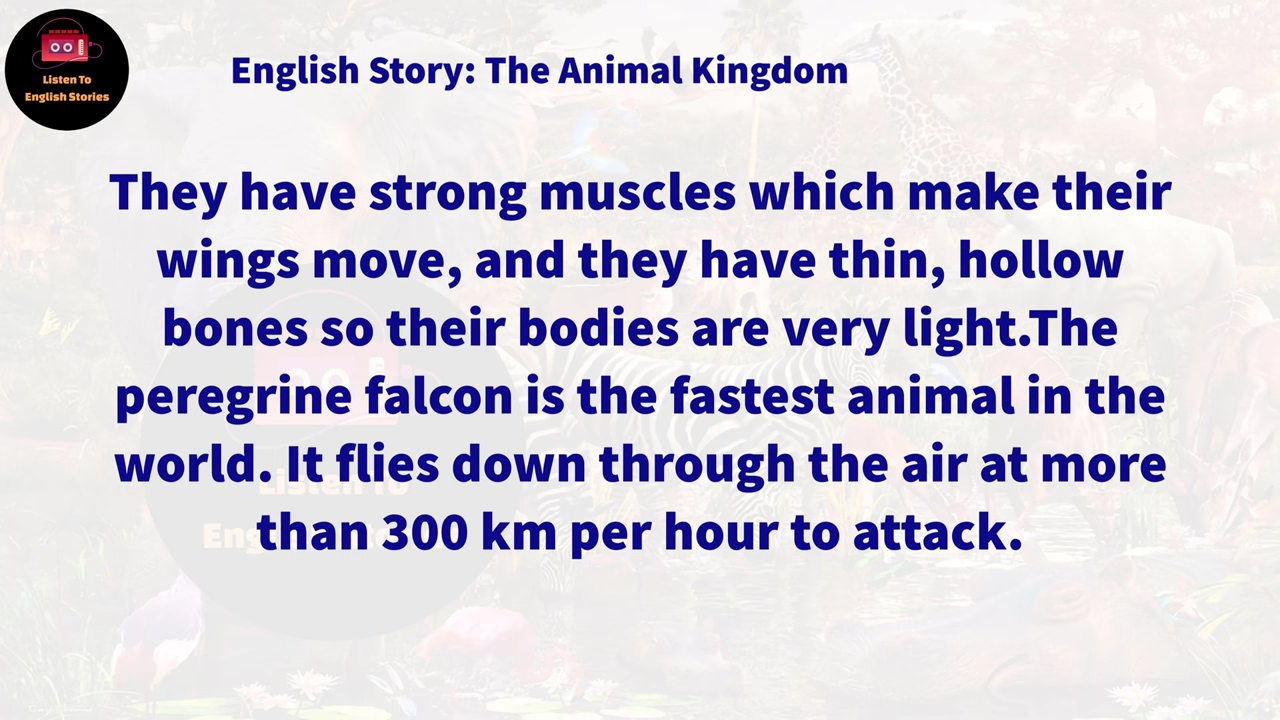 Listen To
English Stories
English Story: The Animal Kingdom
They have strong muscles which make their
wings move, and they have thin, hollow
bones so their bodies are very light.The
peregrine falcon is the fastest animal in the
world. It flies down through the air at more
than 300 km per hour to attack.
Listen To